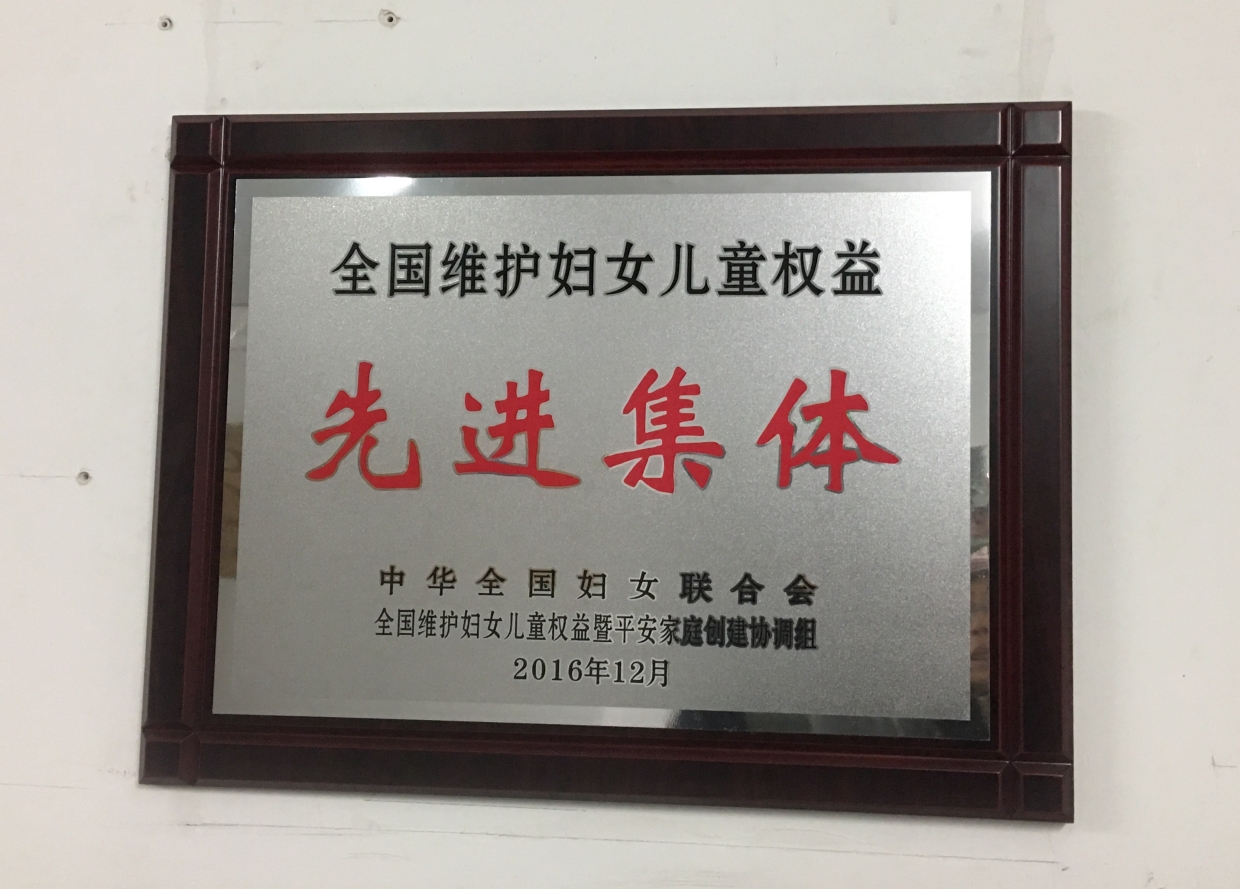 全国维护妇女儿童权益
先进集体
中华全国妇女联合会
全国维护妇女儿童权益暨平安家庭创建协调组
2016年12月